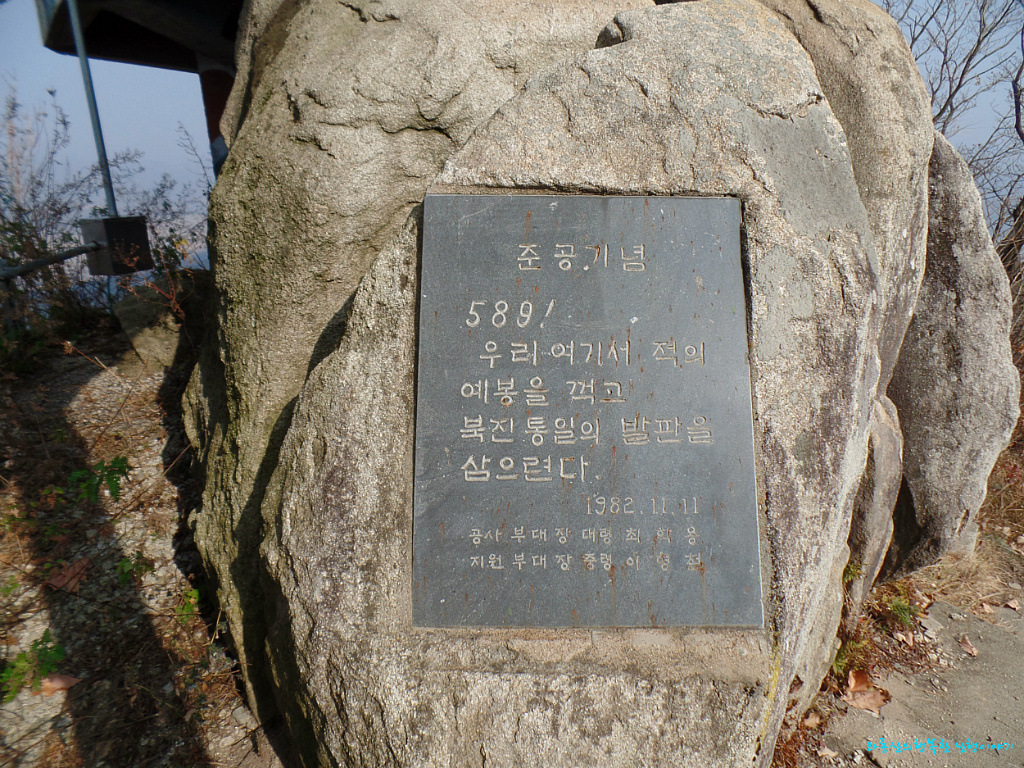 준공기념
589!
우리여기서 적의
예봉을 꺽고
북진통일의 발판을
삼으련다.
1982.11.11
공사부대장 대령 최 용
지원부대장 중령 이